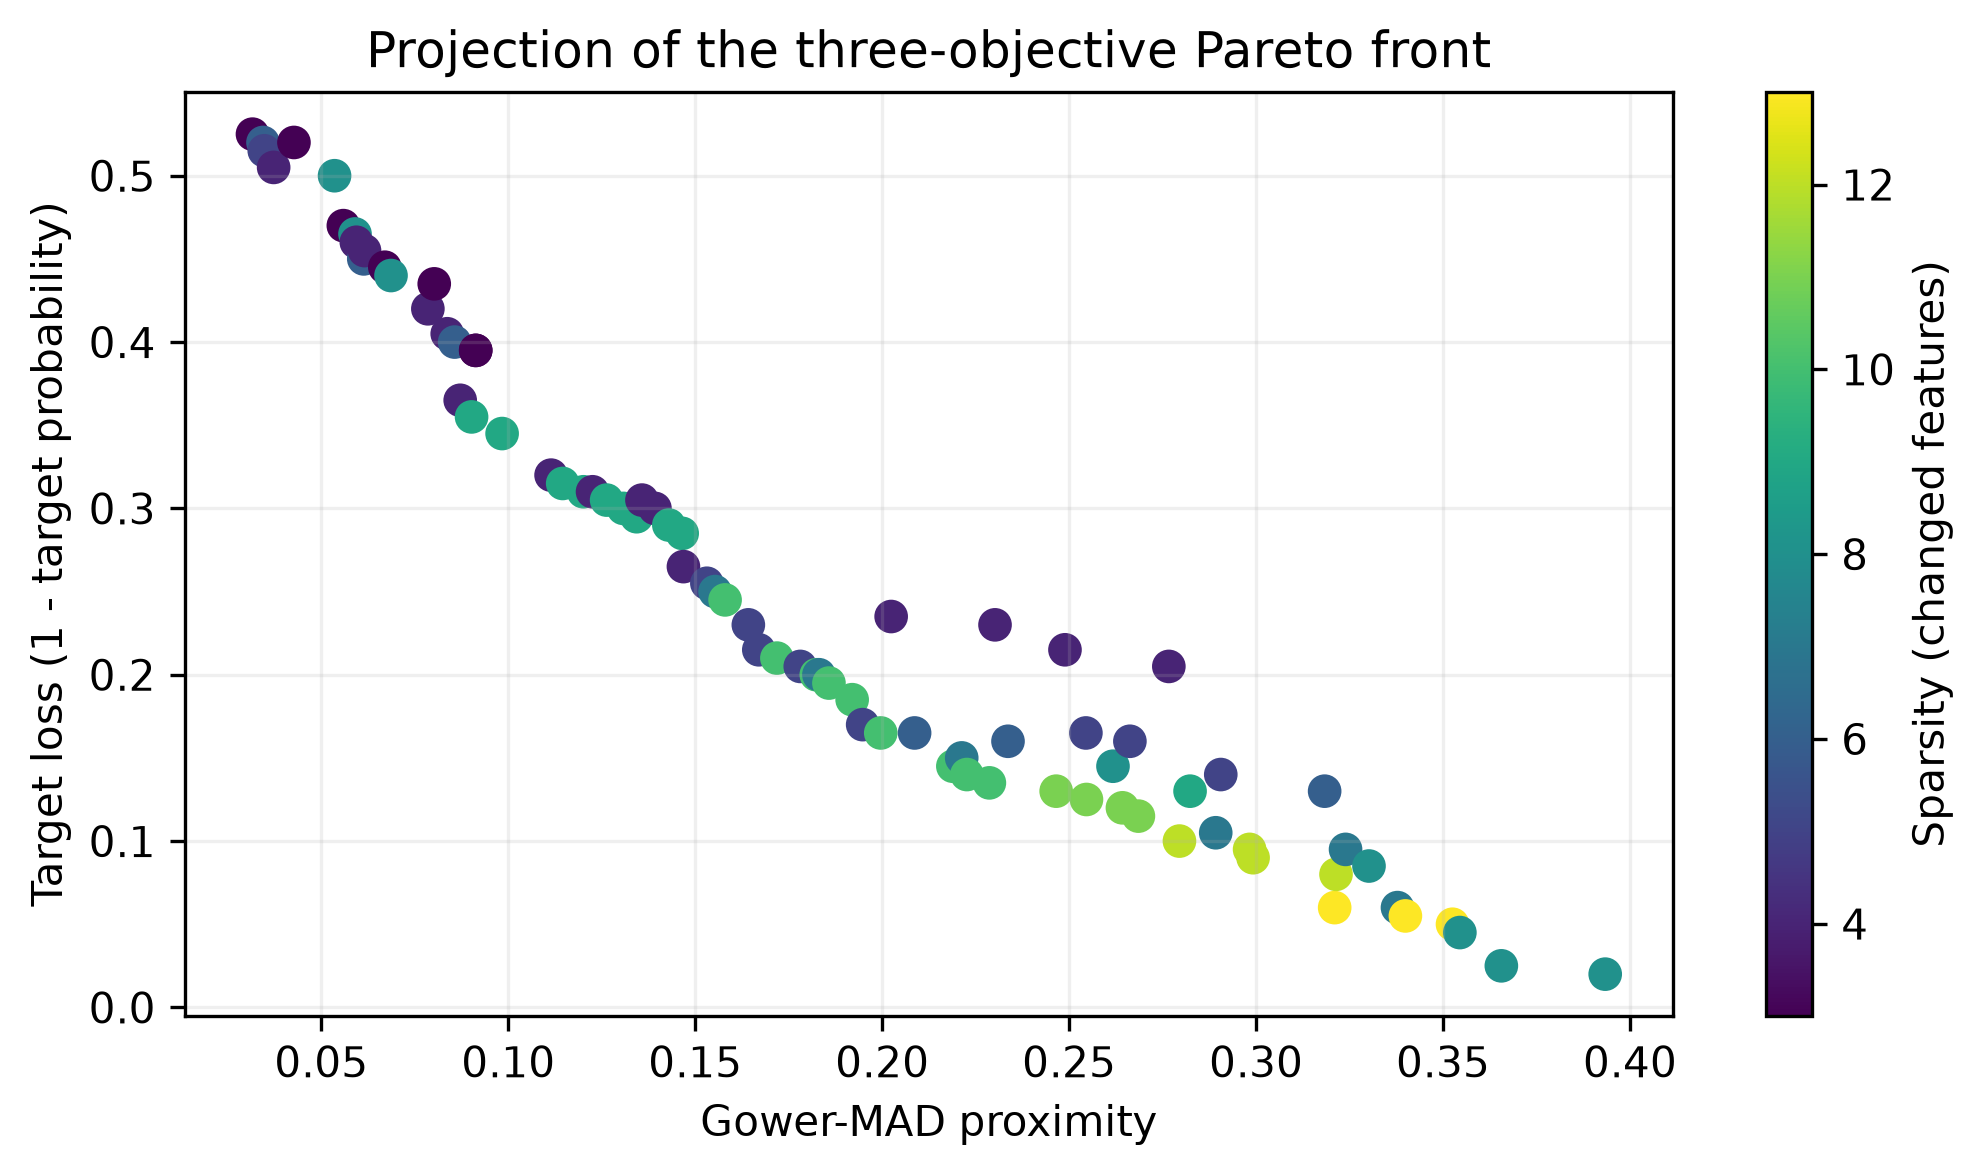 Projection of the three-objective Pareto front
Target loss (1 - target probability)
0.5
0.4
0.3
0.2
0.1
0.0
0.05 0.10 0.15 0.20 0.25 0.30 0.35 0.40
Gower-MAD proximity
12
10
8
6
4
Sparsity (changed features)